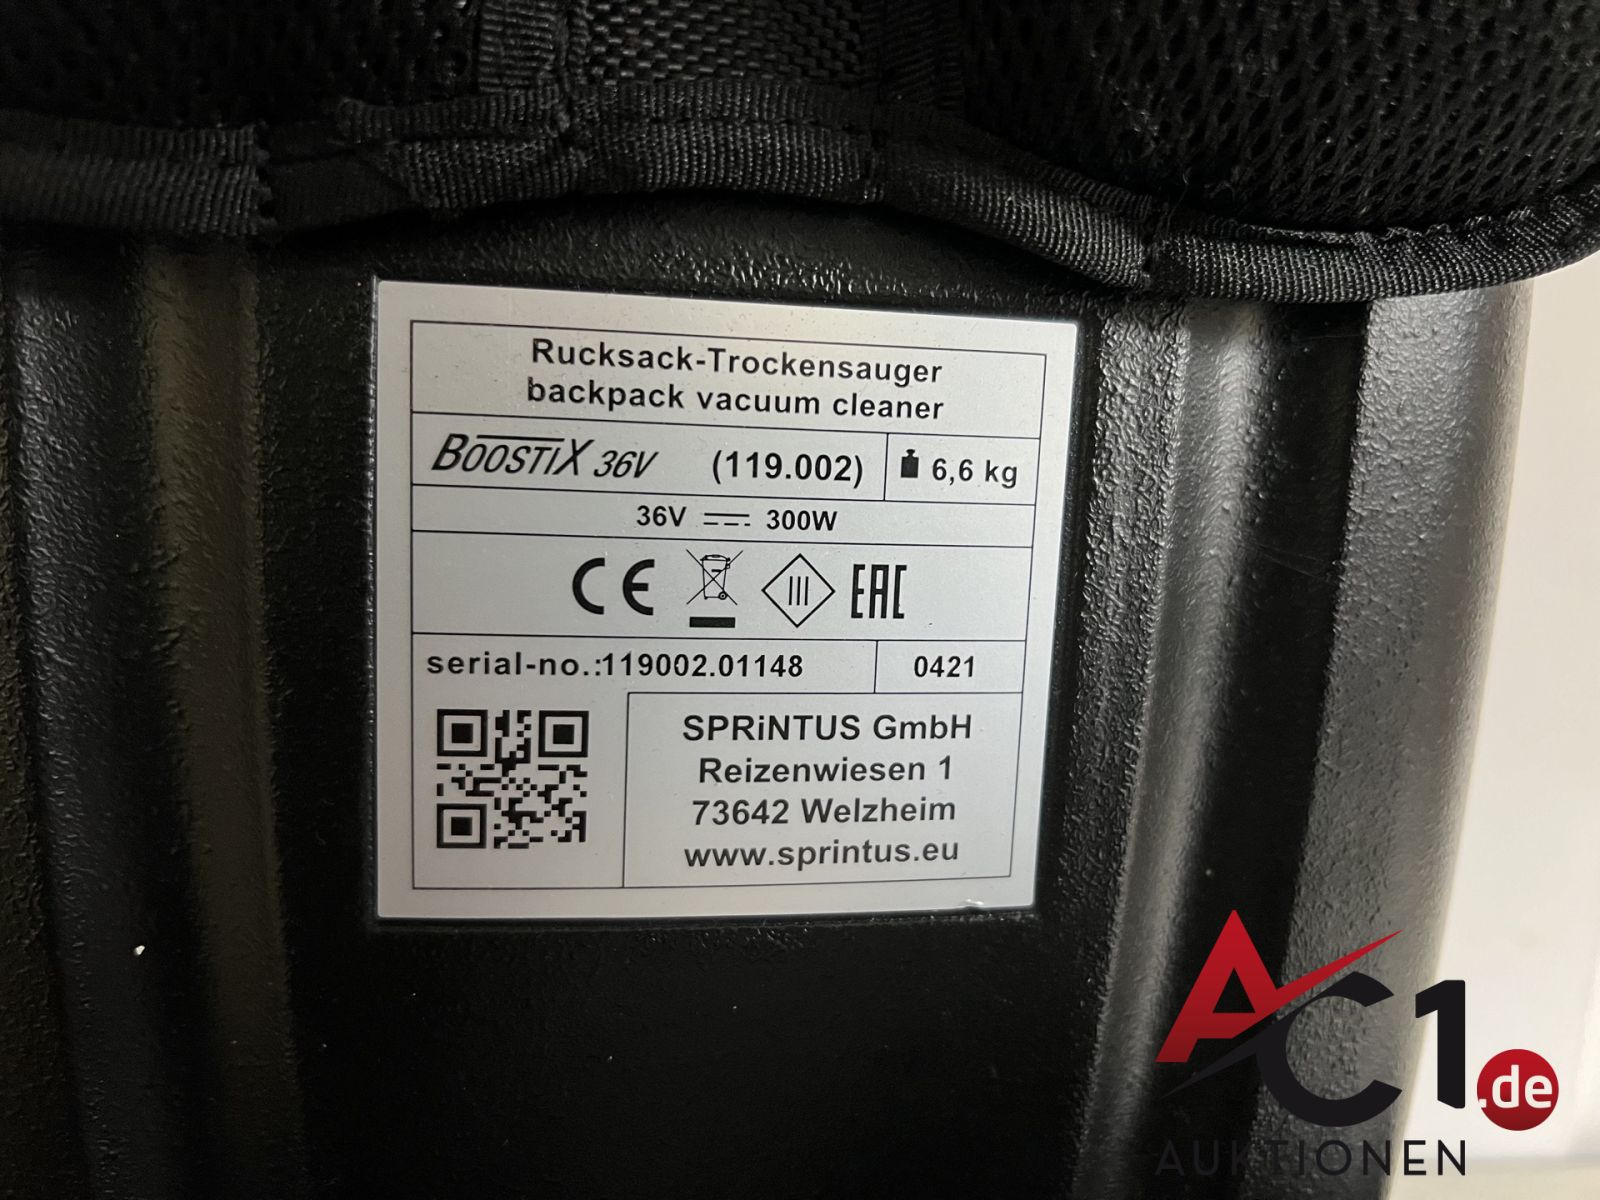 Rucksack-Trockensauger
backpack vacuum cleaner
BOOSTiX 36V (119.002) 6,6 kg
36V 300W
CE III EAC
serial-no.:119002.01148 0421
SPRiNTUS GmbH
Reizenwiesen 1
73642 Welzheim
www.sprintus.eu
AC1.de
AUKTIONEN